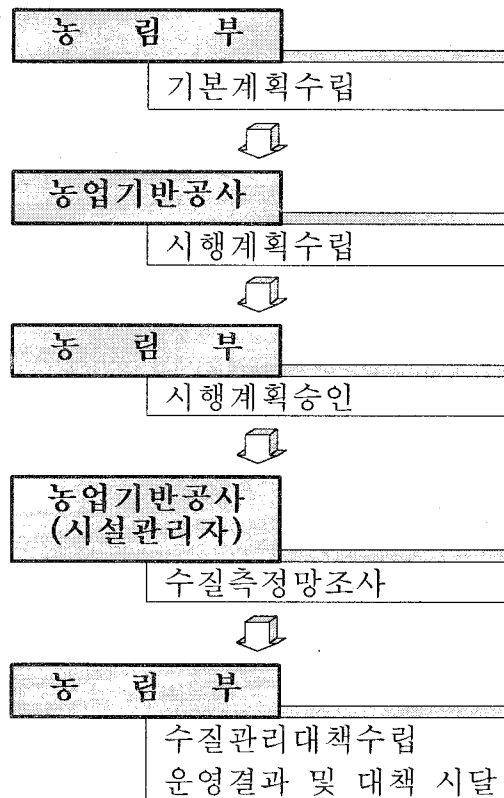 농 림 부
기본계획수립
농업기반공사
시행계획수립
농 림 부
시행계획승인
농업기반공사
(시설관리자)
수질측정망조사
농 림 부
수질관리대책수립
운영결과 및 대책 시달